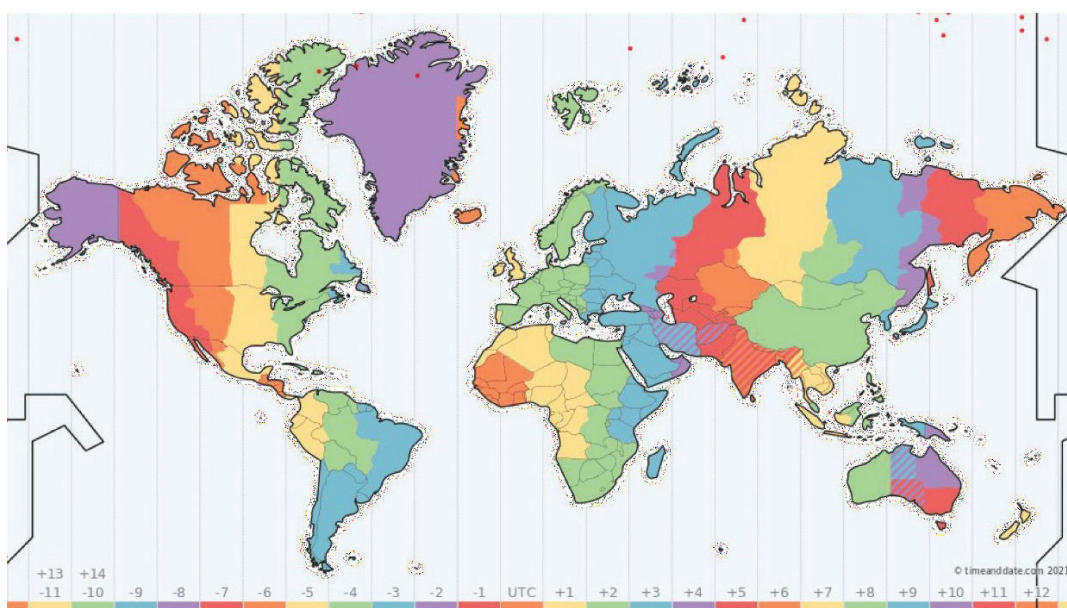 © timeanddate.com 2021
+13 +14
-11 -10 -9 -8 -7 -6 -5 -4 -3 -2 -1 UTC +1 +2 +3 +4 +5 +6 +7 +8 +9 +10 +11 +12